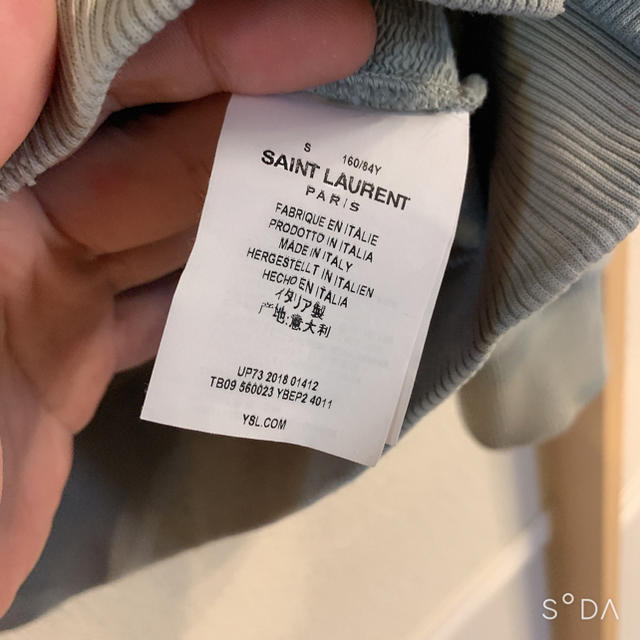 S 160/84Y
SAINT LAURENT
PARIS
FABRIQUE EN ITALIE
PRODOTTO IN ITALIA
MADE IN ITALY
HERGESTELLT IN ITALIEN
HECHO EN ITALIA
イタリア製
产地:意大利
UP73 2018 01412
TB09 560023 YBEP2 4011
YSL.COM
S°DA